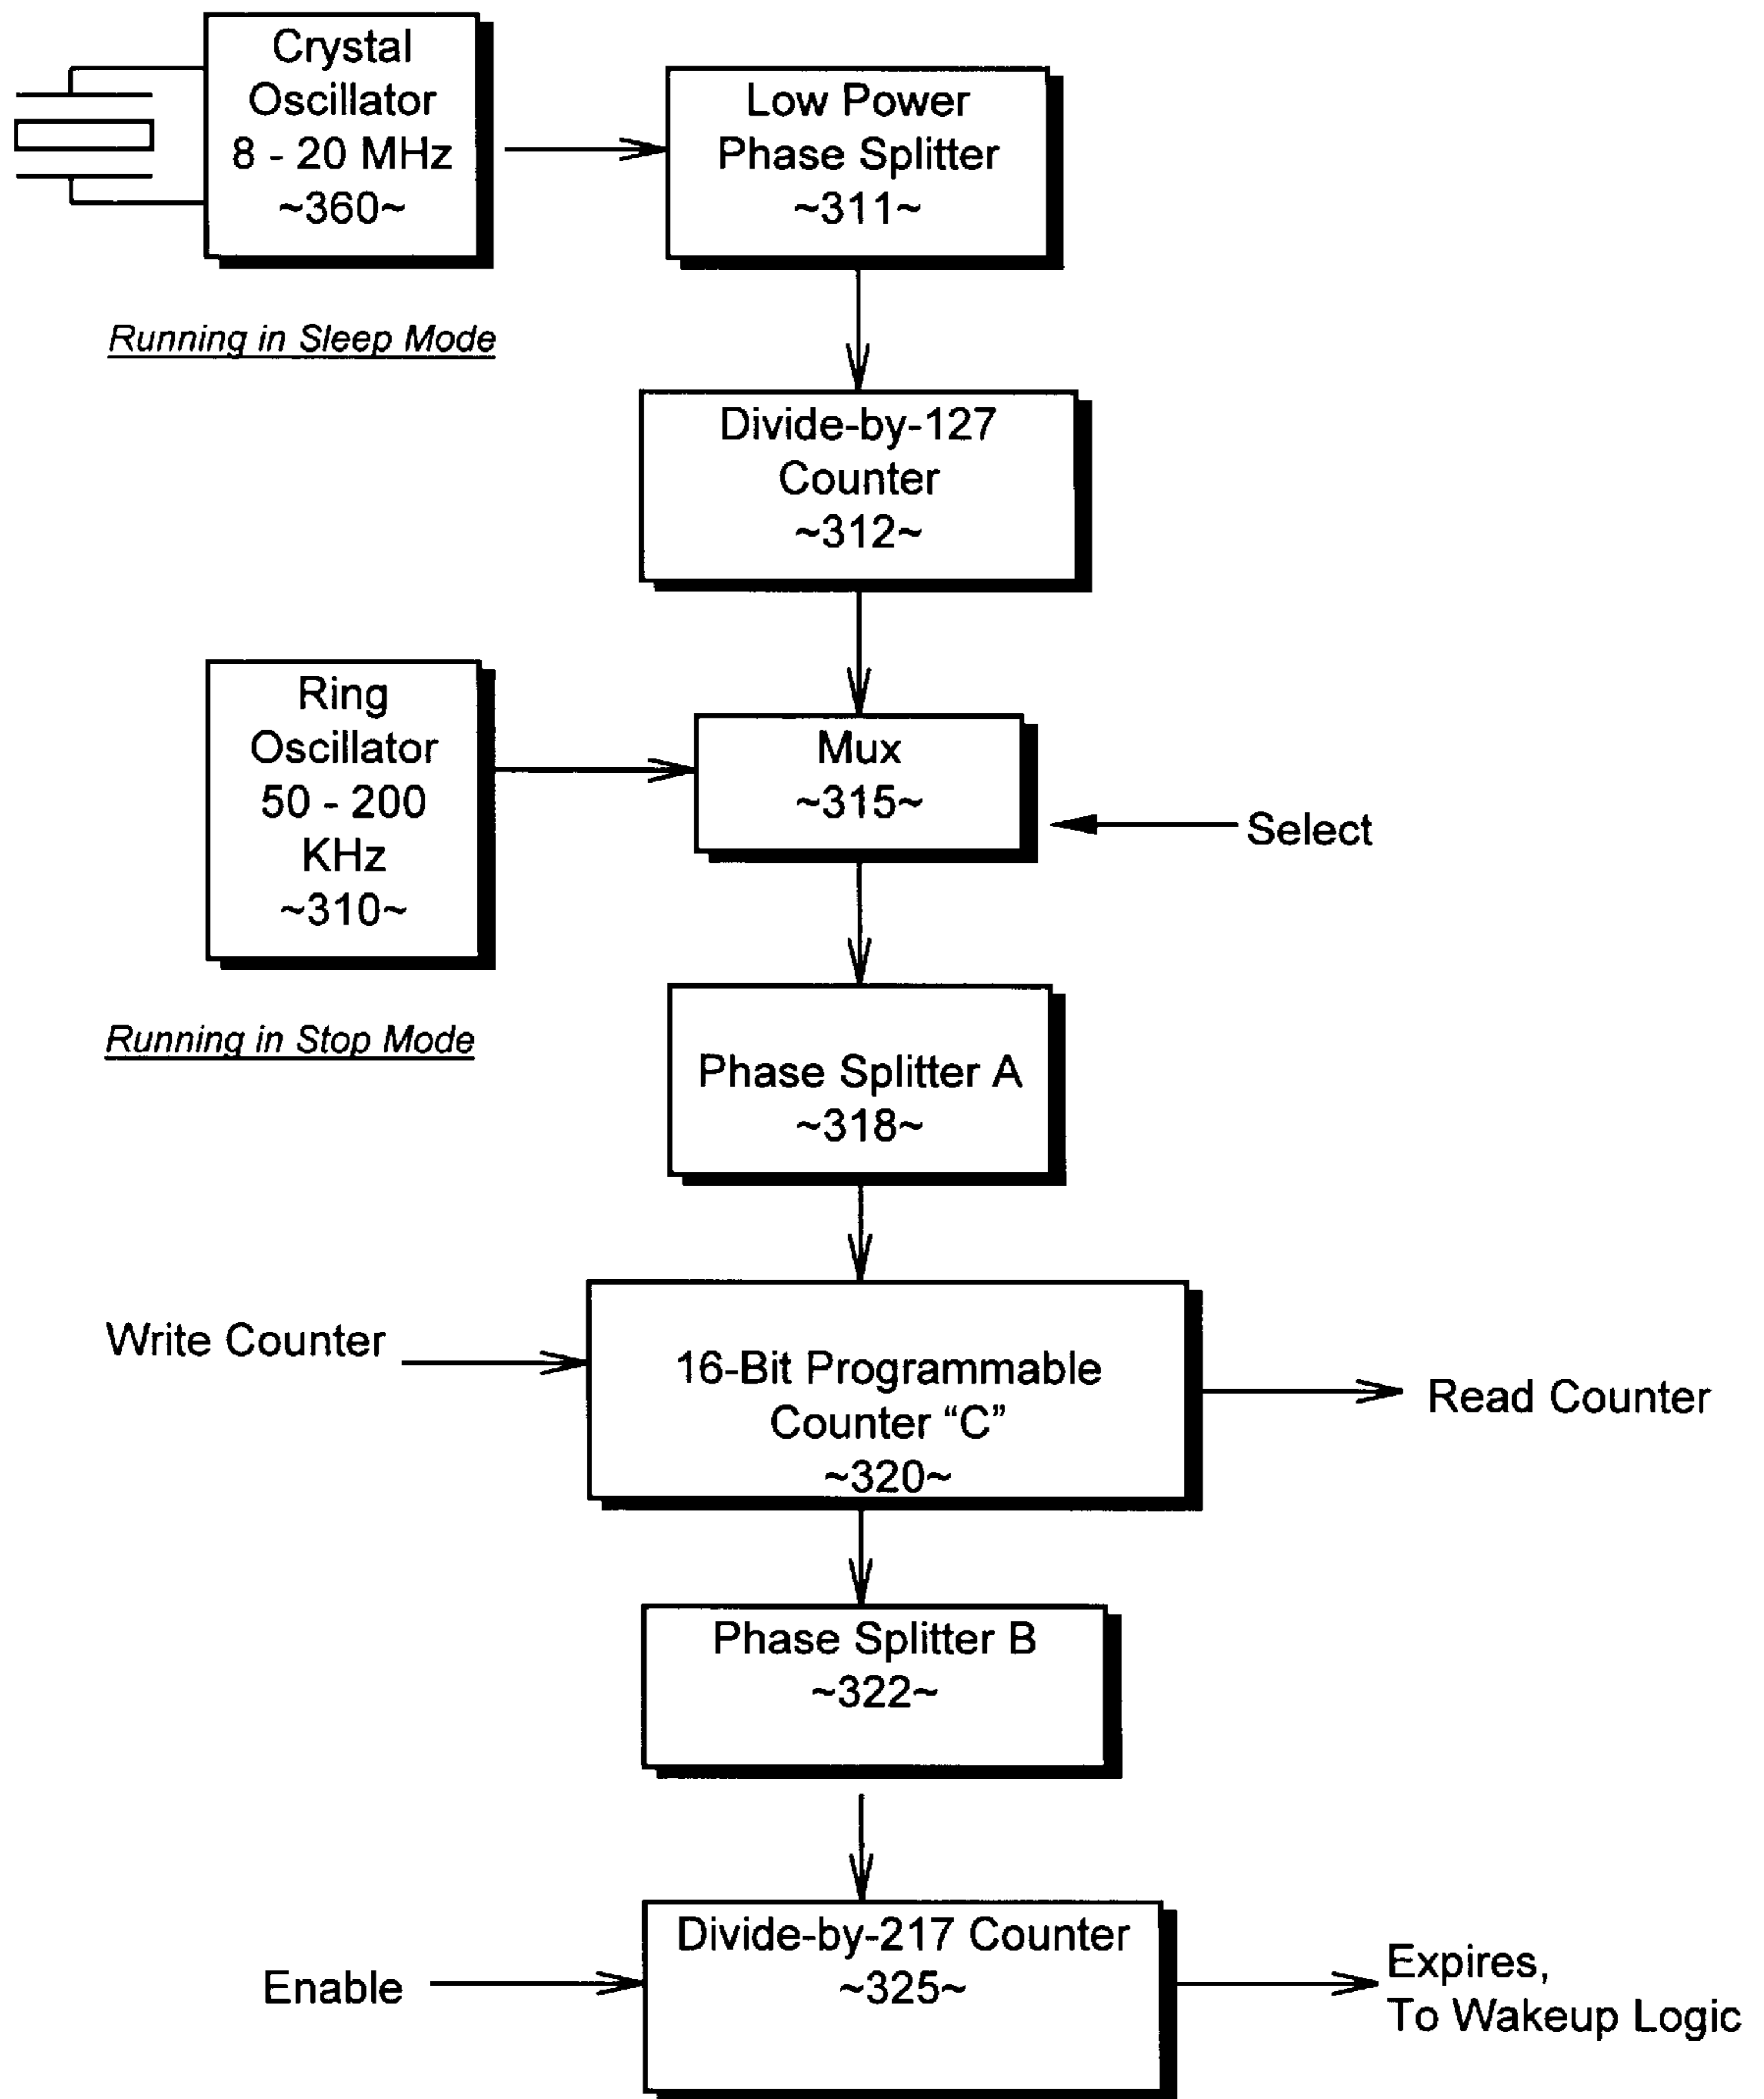 Crystal
Oscillator
8 - 20 MHz
~360~
Low Power
Phase Splitter
~311~
Running in Sleep Mode
Divide-by-127
Counter
~312~
Ring
Oscillator
50 - 200
KHz
~310~
Mux
~315~
Select
Running in Stop Mode
Phase Splitter A
~318~
Write Counter
16-Bit Programmable
Counter “C”
~320~
Read Counter
Phase Splitter B
~322~
Enable
Divide-by-217 Counter
~325~
Expires,
To Wakeup Logic